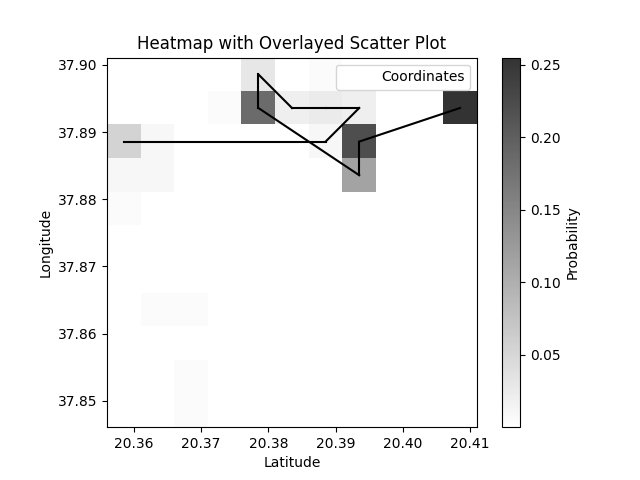 Heatmap with Overlayed Scatter Plot
Coordinates
37.90
37.89
37.88
37.87
37.86
37.85
Longitude
20.36 20.37 20.38 20.39 20.40 20.41
Latitude
0.25
0.20
0.15
0.10
0.05
Probability